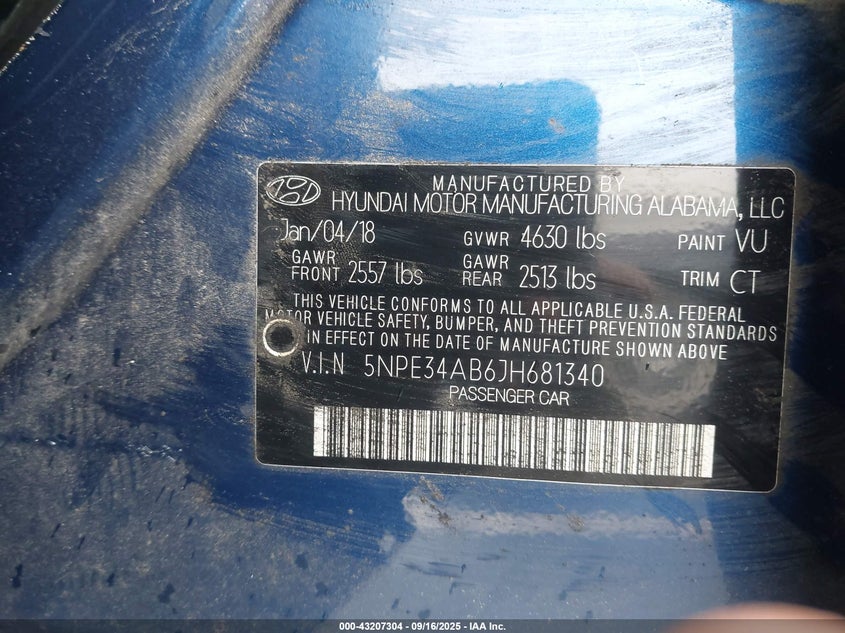 MANUFACTURED BY
HYUNDAI MOTOR MANUFACTURING ALABAMA, LLC
Jan/04/18 GVWR 4630 lbs PAINT VU
GAWR FRONT 2557 lbs GAWR REAR 2513 lbs TRIM CT
THIS VEHICLE CONFORMS TO ALL APPLICABLE U.S.A. FEDERAL
MOTOR VEHICLE SAFETY, BUMPER, AND THEFT PREVENTION STANDARDS
IN EFFECT ON THE DATE OF MANUFACTURE SHOWN ABOVE
V.I.N 5NPE34AB6JH681340
PASSENGER CAR
000-43207304 - 09/16/2025 - IAA Inc.